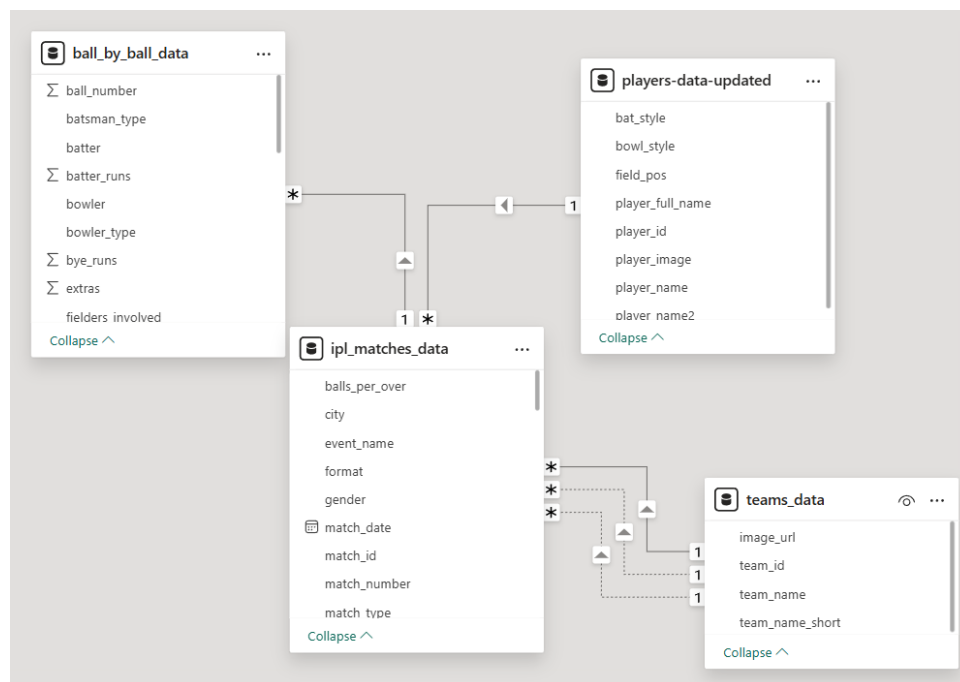 ball_by_ball_data
ball_number
batsman_type
batter
batter_runs
bowler
bowler_type
bye_runs
extras
fielders_involved
Collapse
players-data-updated
bat_style
bowl_style
field_pos
player_full_name
player_id
player_image
player_name
player_name2
Collapse
*
1
1
*
ipl_matches_data
balls_per_over
city
event_name
format
gender
match_date
match_id
match_number
match_type
Collapse
*
*
*
1
1
1
teams_data
image_url
team_id
team_name
team_name_short
Collapse